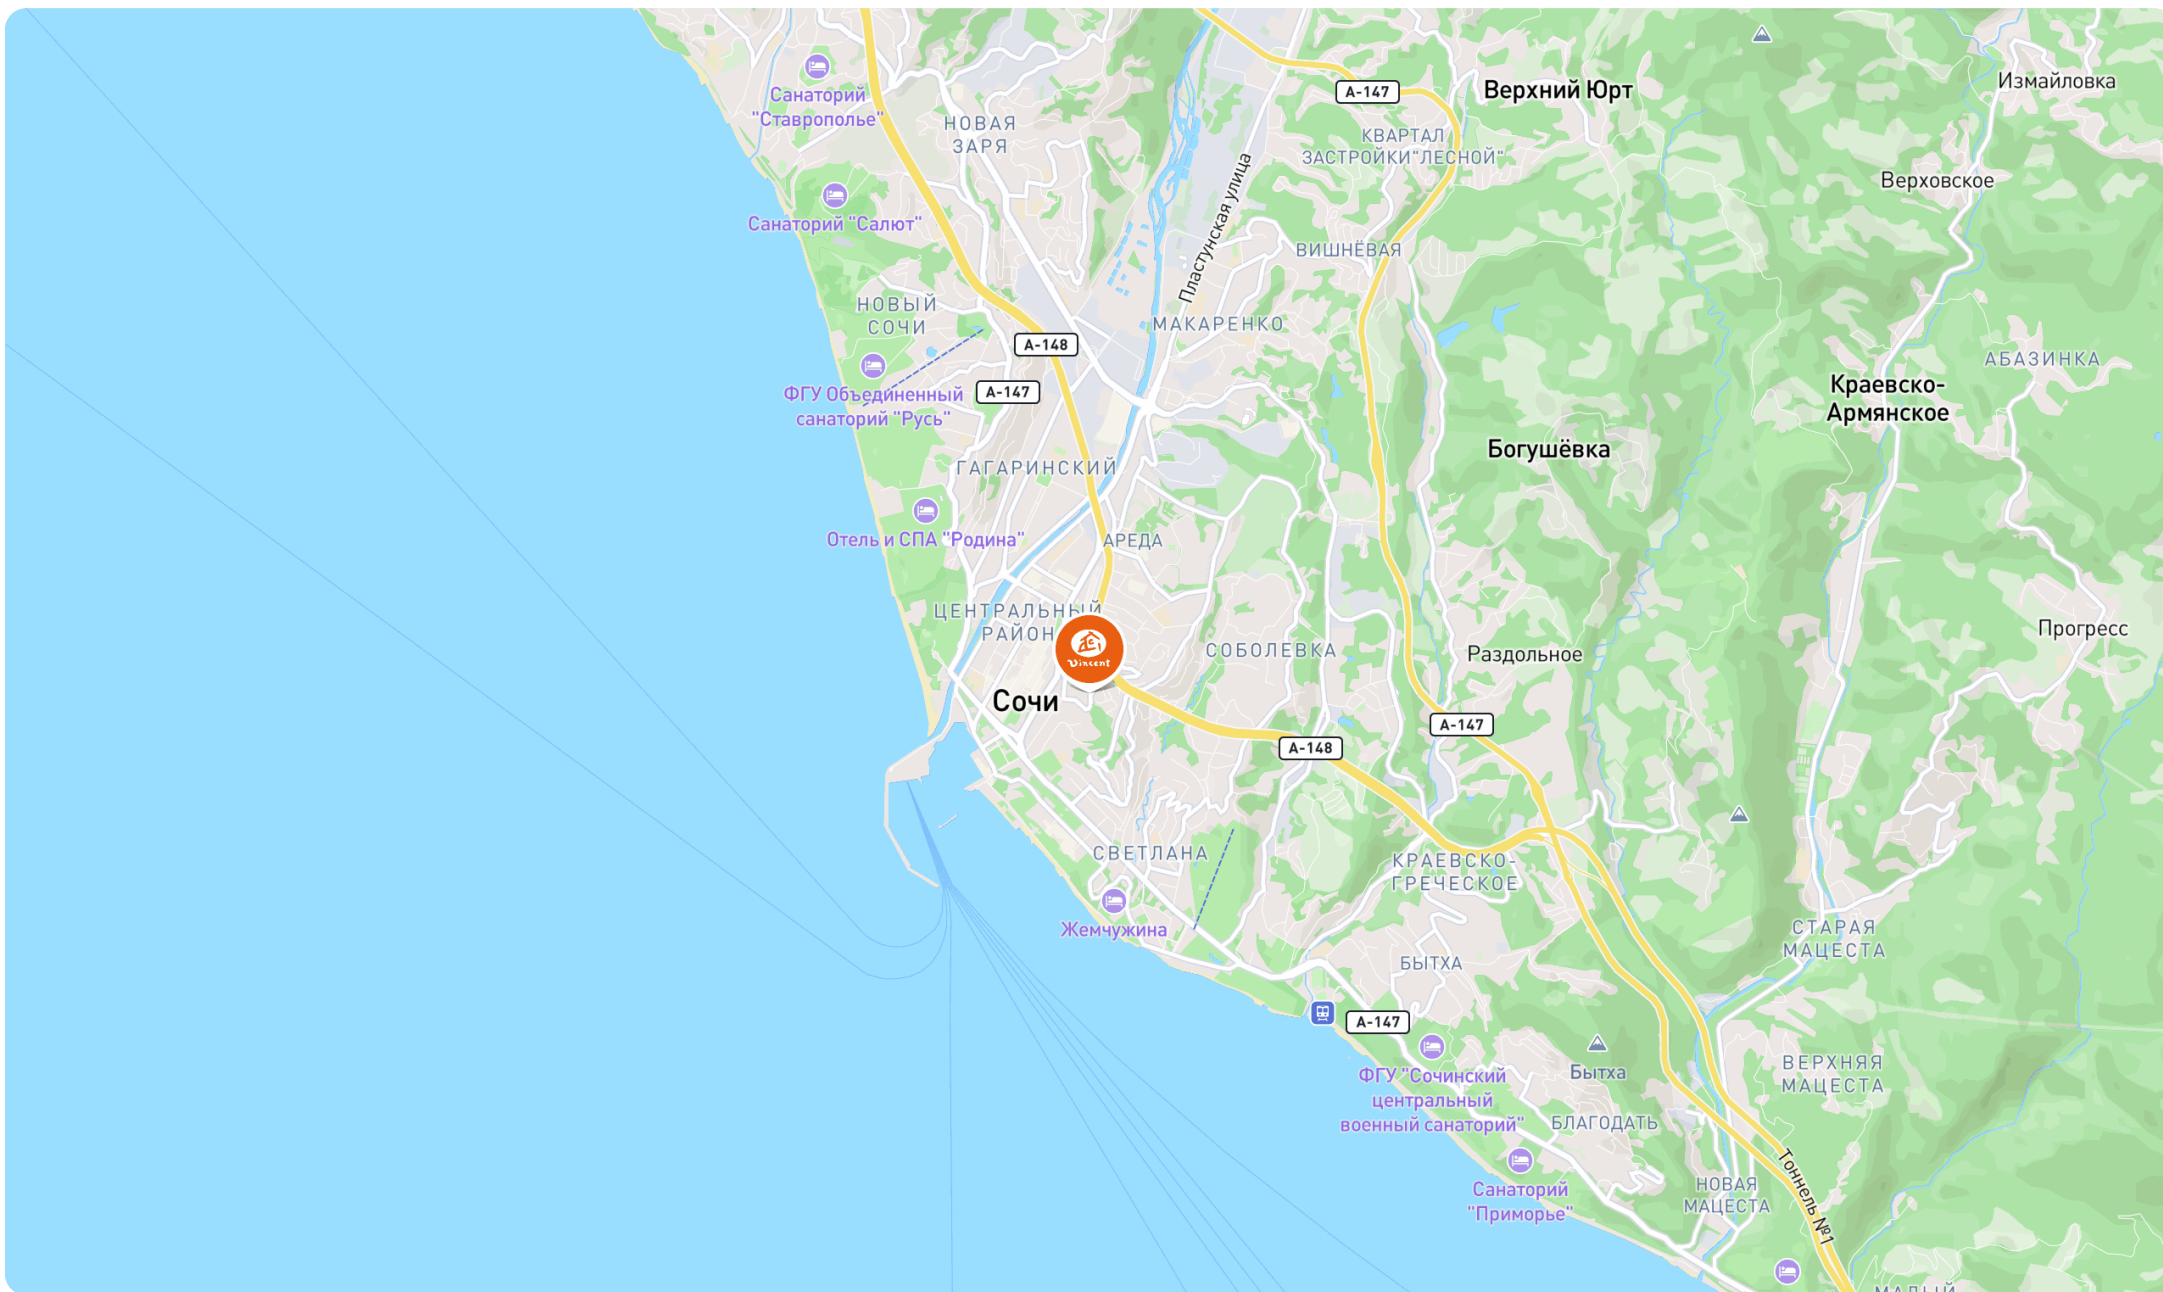 Санаторий
"Ставрополье"
НОВАЯ
ЗАРЯ
А-147
Верхний Юрт
Измайловка
КВАРТАЛ
ЗАСТРОЙКИ"ЛЕСНОЙ"
Верховское
Санаторий "Салют"
Пластунская улица
ВИШНЁВАЯ
НОВЫЙ
СОЧИ
МАКАРЕНКО
А-148
АБАЗИНКА
ФГУ Объединенный
санаторий "Русь"
А-147
Краевско-
Армянское
Богушёвка
ГАГАРИНСКИЙ
Отель и СПА "Родина"
АРЕДА
ЦЕНТРАЛЬНЫЙ
РАЙОН
Vincent
СОБОЛЕВКА
Раздольное
Прогресс
Сочи
А-148
А-147
СВЕТЛАНА
КРАЕВСКО-
ГРЕЧЕСКОЕ
Жемчужина
СТАРАЯ
МАЦЕСТА
БЫТХА
А-147
ФГУ "Сочинский
центральный
военный санаторий"
Бытха
ВЕРХНЯЯ
МАЦЕСТА
БЛАГОДАТЬ
Санаторий
"Приморье"
НОВАЯ
МАЦЕСТА
Тоннель №1
МАЛЫЙ